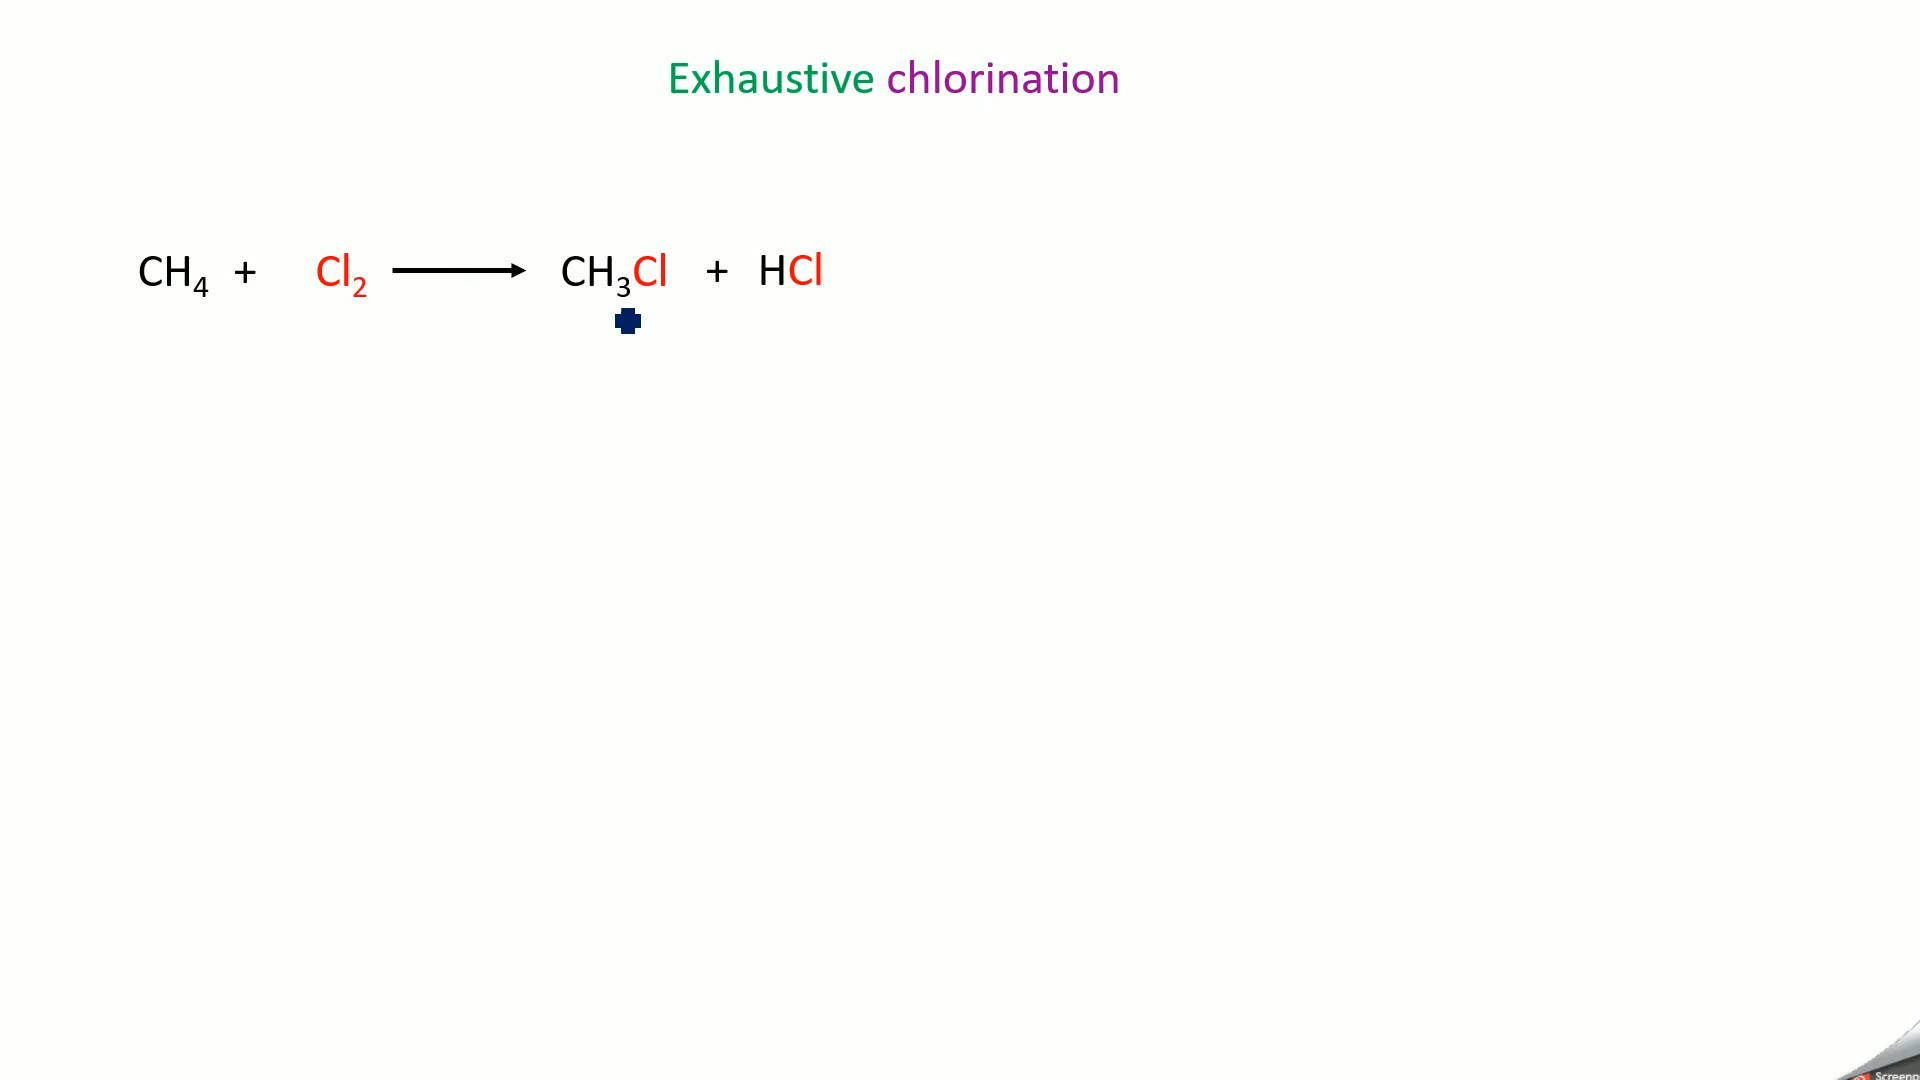 Exhaustive chlorination
CH₄ + Cl₂ ⟶ CH₃Cl + HCl